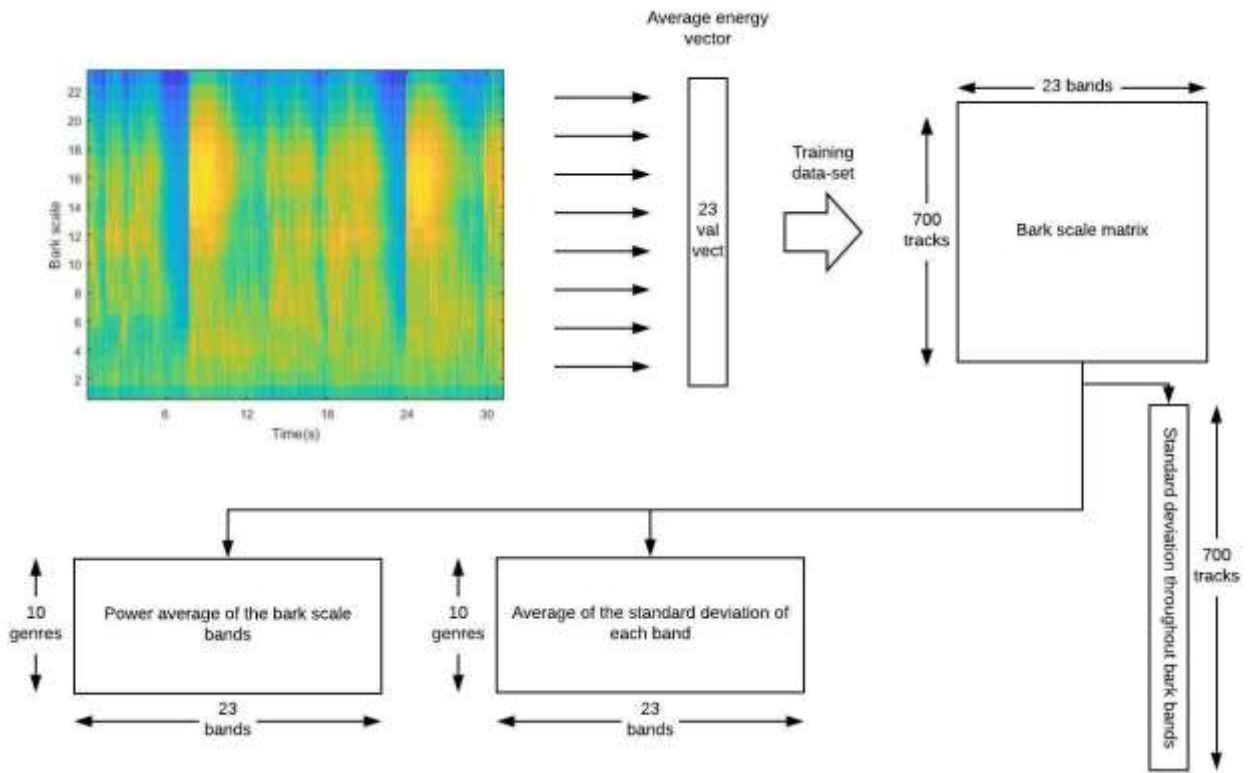 Average energy
vector
22
20
18
16
14
12
10
8
6
4
2
Bark scale
6
12
18
24
30
Time(s)
23
val
vect
Training
data-set
23 bands
700
tracks
Bark scale matrix
Standard deviation throughout bark bands
700
tracks
10
genres
Power average of the bark scale
bands
23
bands
10
genres
Average of the standard deviation of
each band
23
bands